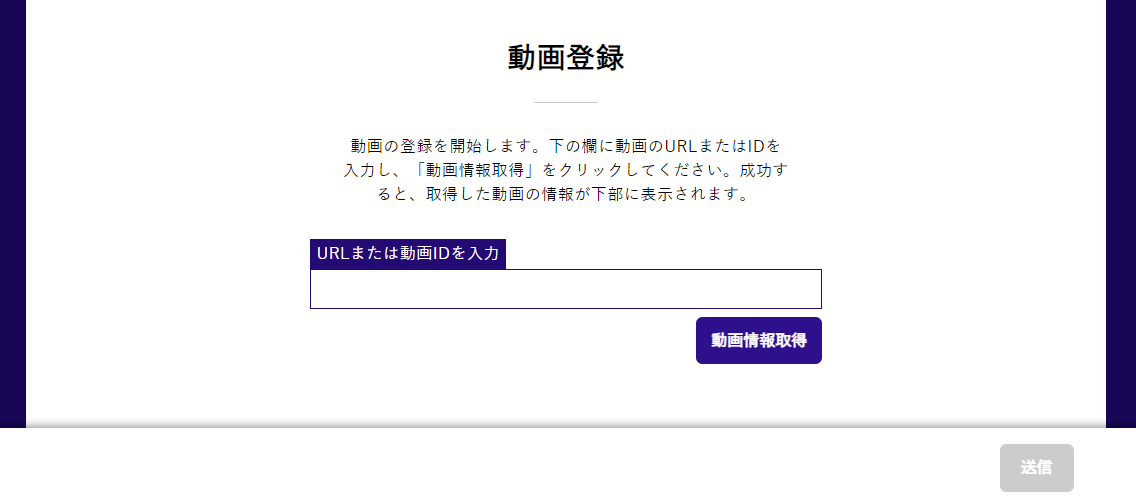 動画登録
動画の登録を開始します。下の欄に動画のURLまたはIDを
入力し、「動画情報取得」をクリックしてください。成功す
ると、取得した動画の情報が下部に表示されます。
URLまたは動画IDを入力
動画情報取得
送信